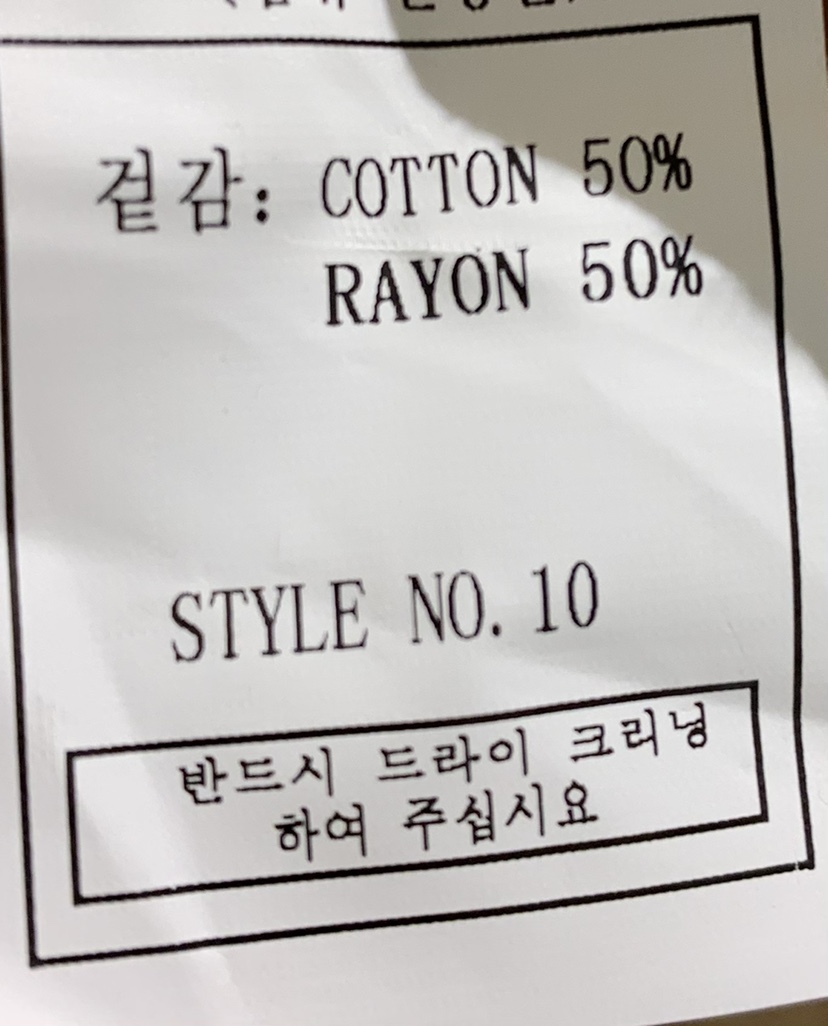 겉감: COTTON 50%
RAYON 50%
STYLE NO. 10
반드시 드라이 크리닝
하여 주십시요